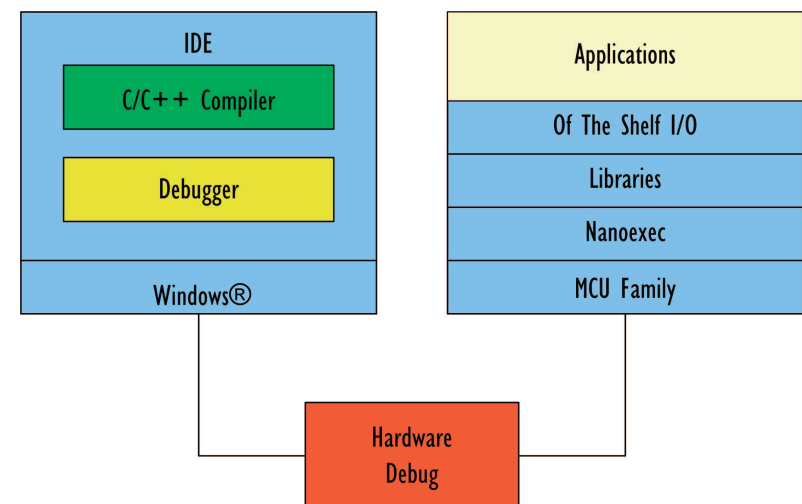 IDE
C/C++ Compiler
Debugger
Windows®
Applications
Of The Shelf I/O
Libraries
Nanoexec
MCU Family
Hardware
Debug